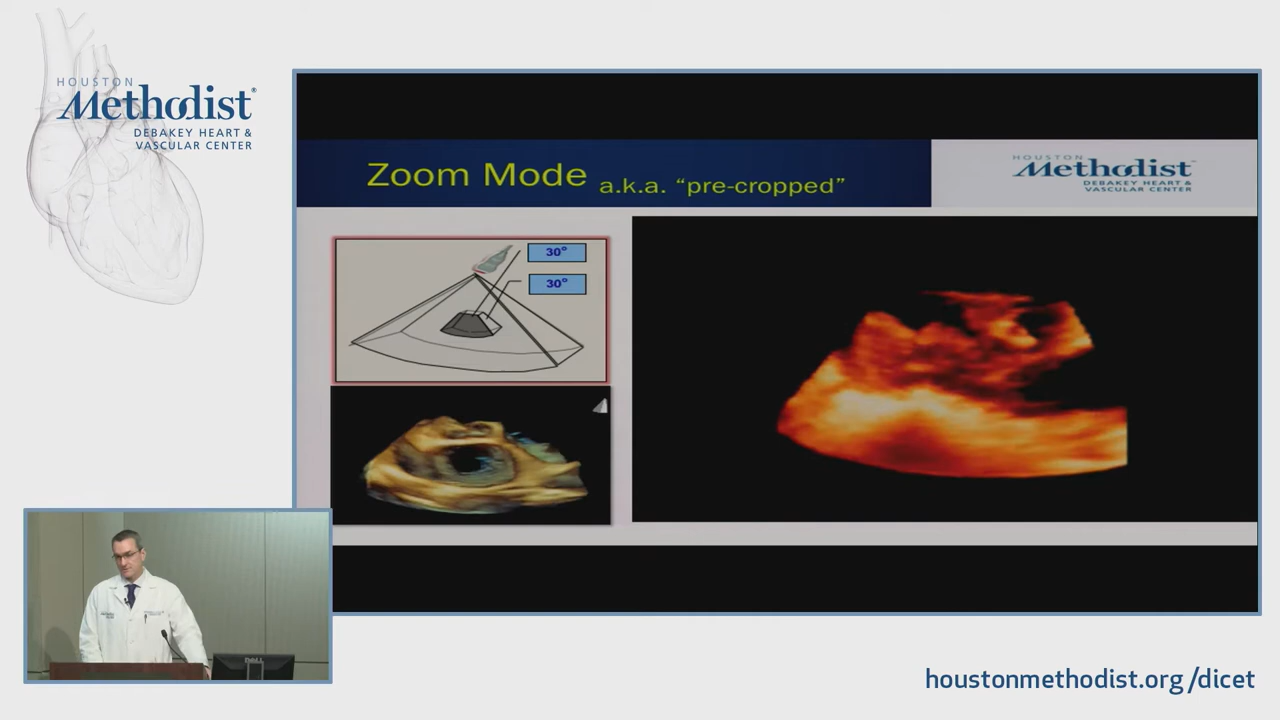 HOUSTON
Methodist®
DEBAKEY HEART &
VASCULAR CENTER
Zoom Mode a.k.a. “pre-cropped”
HOUSTON
Methodist
DEBAKEY HEART &
VASCULAR CENTER
30°
30°
DELL
houstonmethodist.org/dicet